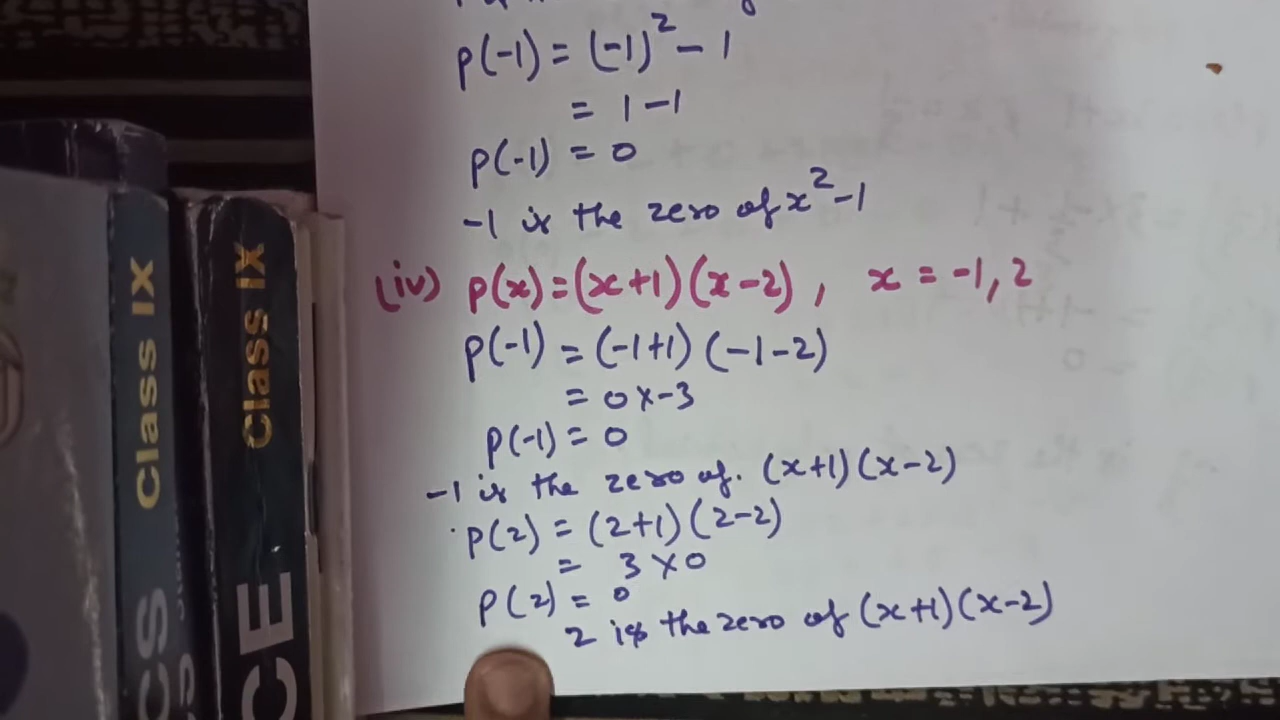 p(-1) = (-1)² - 1
= 1 - 1
p(-1) = 0
-1 is the zero of x² - 1
(iv) p(x) = (x+1)(x-2), x = -1, 2
p(-1) = (-1+1)(-1-2)
= 0 x -3
p(-1) = 0
-1 is the zero of. (x+1)(x-2)
p(2) = (2+1)(2-2)
= 3 x 0
p(2) = 0
2 is the zero of (x+1)(x-2)
Class IX
CS
Class IX
CE